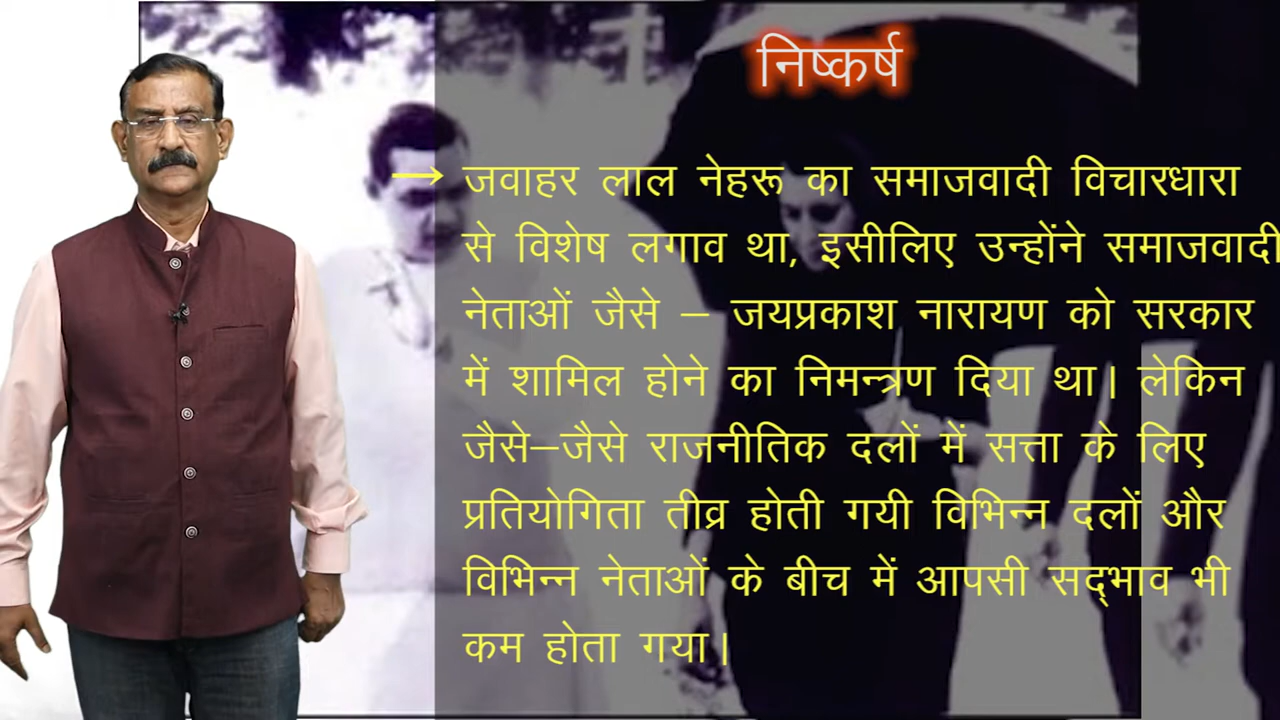 निष्कर्ष
→ जवाहर लाल नेहरू का समाजवादी विचारधारा
से विशेष लगाव था, इसीलिए उन्होंने समाजवादी
नेताओं जैसे – जयप्रकाश नारायण को सरकार
में शामिल होने का निमन्त्रण दिया था। लेकिन
जैसे–जैसे राजनीतिक दलों में सत्ता के लिए
प्रतियोगिता तीव्र होती गयी विभिन्न दलों और
विभिन्न नेताओं के बीच में आपसी सद्‌भाव भी
कम होता गया।